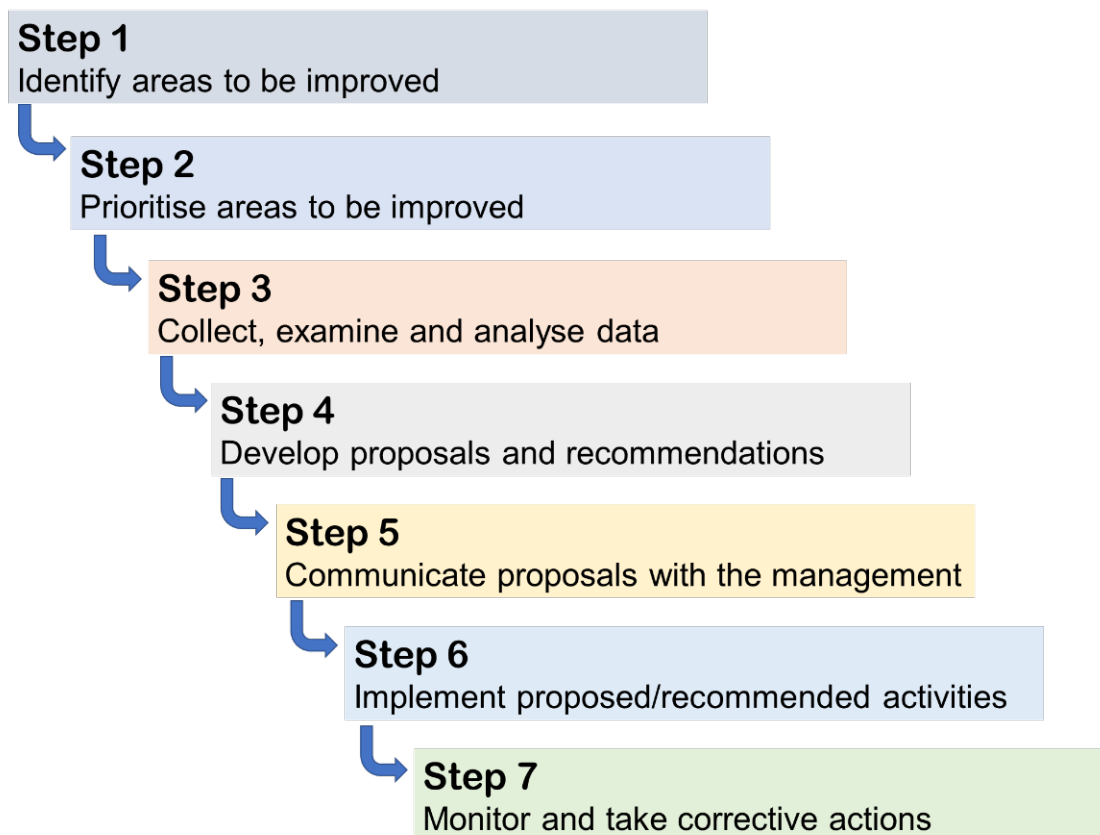 Step 1
Identify areas to be improved
Step 2
Prioritise areas to be improved
Step 3
Collect, examine and analyse data
Step 4
Develop proposals and recommendations
Step 5
Communicate proposals with the management
Step 6
Implement proposed/recommended activities
Step 7
Monitor and take corrective actions